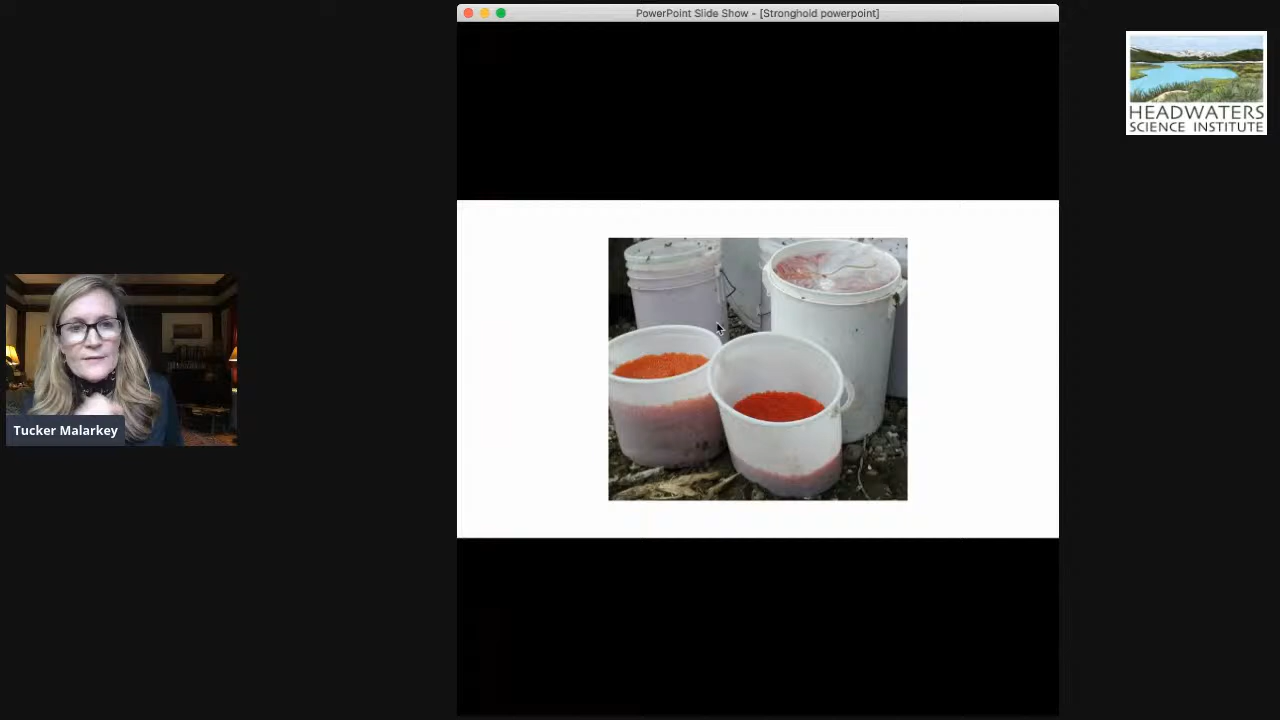 PowerPoint Slide Show - [Stronghold powerpoint]
HEADWATERS
SCIENCE INSTITUTE
Tucker Malarkey